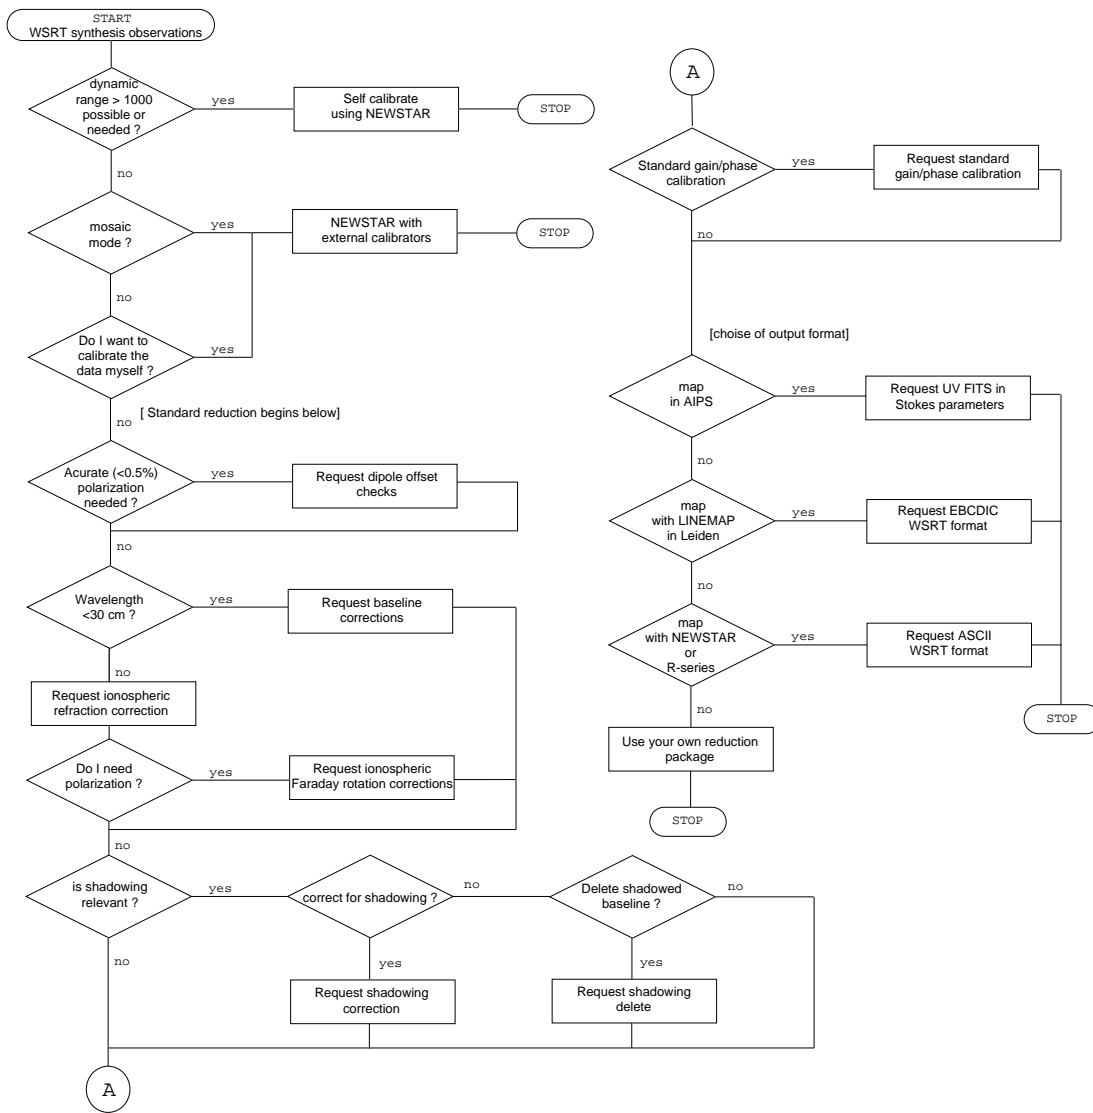 START
WSRT synthesis observations
dynamic
range > 1000
possible or
needed ?
yes
Self calibrate
using NEWSTAR
STOP
no
mosaic
mode ?
yes
NEWSTAR with
external calibrators
STOP
no
Do I want to
calibrate the
data myself ?
yes
no
[ Standard reduction begins below]
Acurate (<0.5%)
polarization
needed ?
yes
Request dipole offset
checks
no
Wavelength
<30 cm ?
yes
Request baseline
corrections
no
Request ionospheric
refraction correction
Do I need
polarization ?
yes
Request ionospheric
Faraday rotation corrections
no
is shadowing
relevant ?
yes
correct for shadowing ?
no
Delete shadowed
baseline ?
no
no
yes
Request shadowing
correction
yes
Request shadowing
delete
A
A
Standard gain/phase
calibration
yes
Request standard
gain/phase calibration
no
[choise of output format]
map
in AIPS
yes
Request UV FITS in
Stokes parameters
no
map
with LINEMAP
in Leiden
yes
Request EBCDIC
WSRT format
no
map
with NEWSTAR
or
R-series
yes
Request ASCII
WSRT format
STOP
no
Use your own reduction
package
STOP